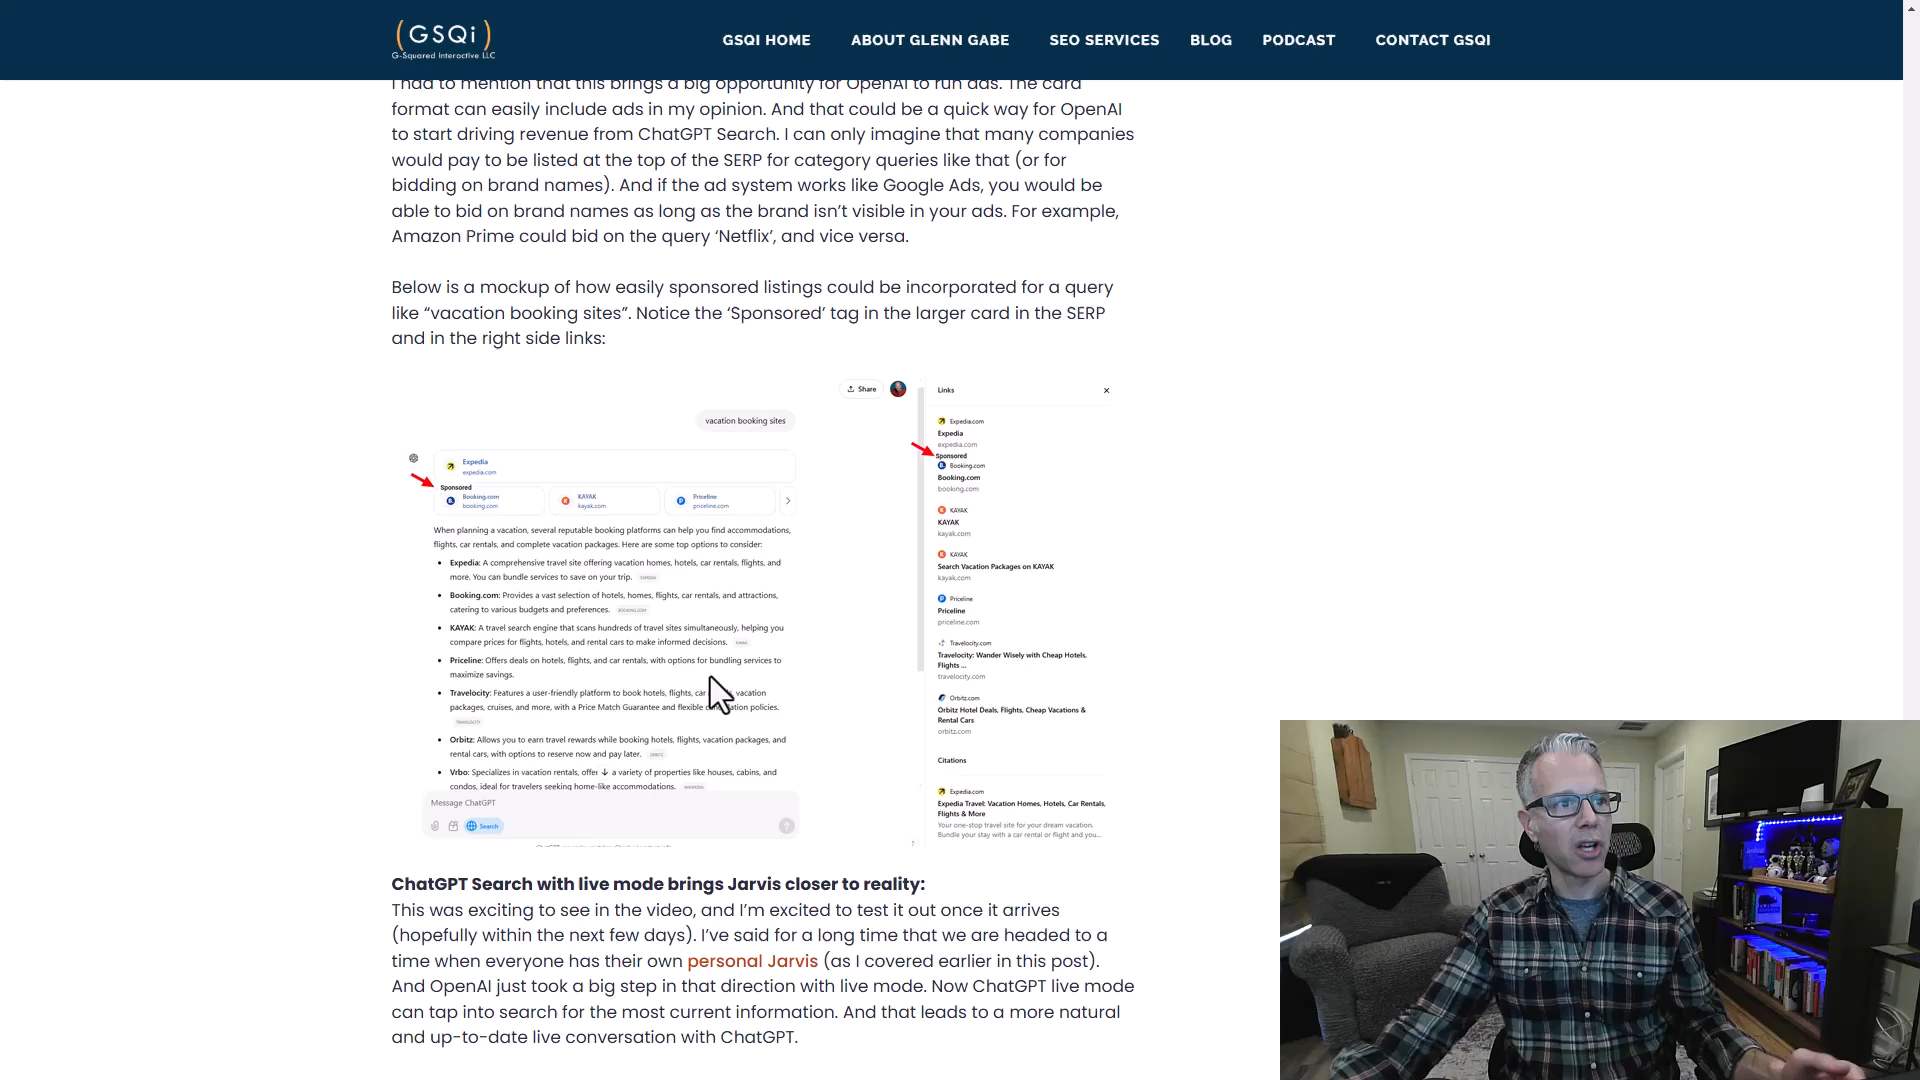 (GSQi)
G-Squared Interactive LLC
GSQI HOME
ABOUT GLENN GABE
SEO SERVICES
BLOG
PODCAST
CONTACT GSQI
I had to mention that this brings a big opportunity for OpenAI to run ads. The card
format can easily include ads in my opinion. And that could be a quick way for OpenAI
to start driving revenue from ChatGPT Search. I can only imagine that many companies
would pay to be listed at the top of the SERP for category queries like that (or for
bidding on brand names). And if the ad system works like Google Ads, you would be
able to bid on brand names as long as the brand isn’t visible in your ads. For example,
Amazon Prime could bid on the query ‘Netflix’, and vice versa.
Below is a mockup of how easily sponsored listings could be incorporated for a query
like “vacation booking sites”. Notice the ‘Sponsored’ tag in the larger card in the SERP
and in the right side links:
Share
vacation booking sites
Expedia
expedia.com
Sponsored
Booking.com
booking.com
KAYAK
kayak.com
Priceline
priceline.com
When planning a vacation, several reputable booking platforms can help you find accommodations,
flights, car rentals, and complete vacation packages. Here are some top options to consider:
• Expedia: A comprehensive travel site offering vacation homes, hotels, car rentals, flights, and
more. You can bundle services to save on your trip. EXPEDIA
• Booking.com: Provides a vast selection of hotels, homes, flights, car rentals, and attractions,
catering to various budgets and preferences. BOOKING.COM
• KAYAK: A travel search engine that scans hundreds of travel sites simultaneously, helping you
compare prices for flights, hotels, and rental cars to make informed decisions. KAYAK
• Priceline: Offers deals on hotels, flights, and car rentals, with options for bundling services to
maximize savings.
• Travelocity: Features a user-friendly platform to book hotels, flights, car vacation
packages, cruises, and more, with a Price Match Guarantee and flexible policies.
TRAVELOCITY
• Orbitz: Allows you to earn travel rewards while booking hotels, flights, vacation packages, and
rental cars, with options to reserve now and pay later. ORBITZ
• Vrbo: Specializes in vacation rentals, offer a variety of properties like houses, cabins, and
condos, ideal for travelers seeking home-like accommodations.
Message ChatGPT
Search
Links
Expedia.com
Expedia
expedia.com
Sponsored
Booking.com
Booking.com
booking.com
KAYAK
KAYAK
kayak.com
KAYAK
Search Vacation Packages on KAYAK
kayak.com
Priceline
Priceline
priceline.com
Travelocity.com
Travelocity: Wander Wisely with Cheap Hotels,
Flights ...
travelocity.com
Orbitz.com
Orbitz Hotel Deals, Flights, Cheap Vacations &
Rental Cars
orbitz.com
Citations
Expedia.com
Expedia Travel: Vacation Homes, Hotels, Car Rentals,
Flights & More
Your one-stop travel site for your dream vacation.
Bundle your stay with a car rental or flight and you...
ChatGPT Search with live mode brings Jarvis closer to reality:
This was exciting to see in the video, and I’m excited to test it out once it arrives
(hopefully within the next few days). I’ve said for a long time that we are headed to a
time when everyone has their own personal Jarvis (as I covered earlier in this post).
And OpenAI just took a big step in that direction with live mode. Now ChatGPT live mode
can tap into search for the most current information. And that leads to a more natural
and up-to-date live conversation with ChatGPT.